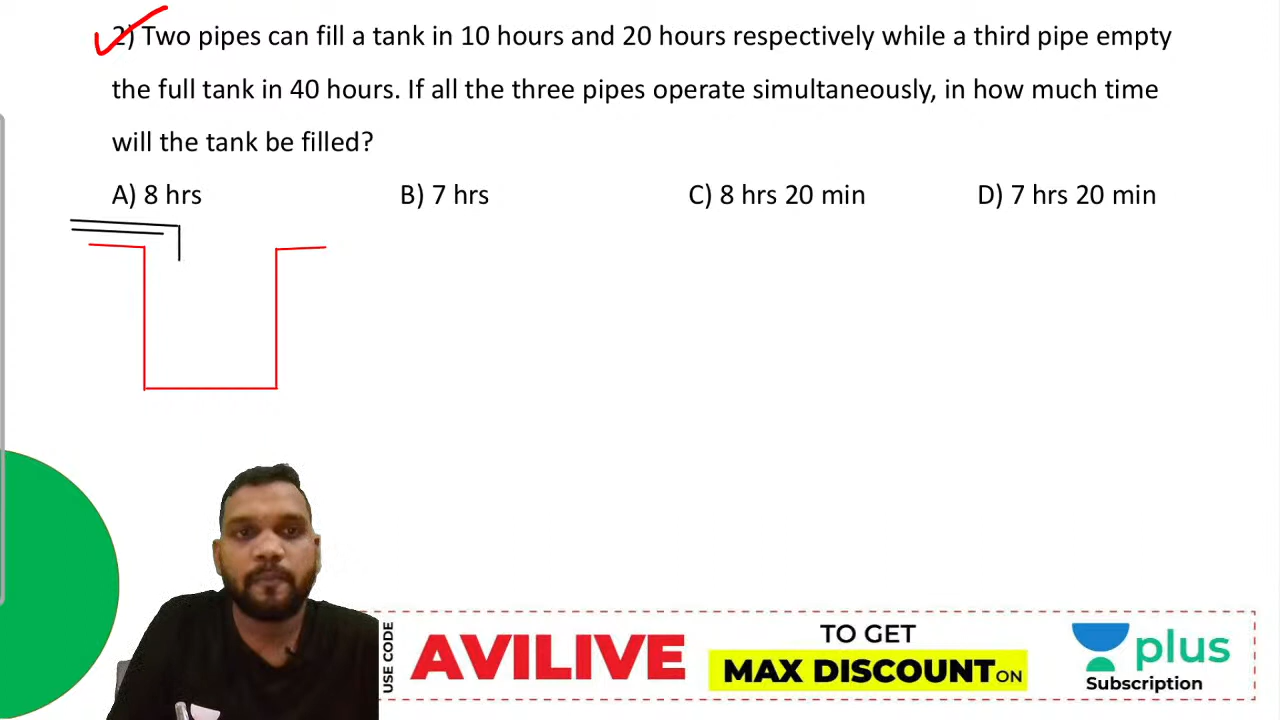 2) Two pipes can fill a tank in 10 hours and 20 hours respectively while a third pipe empty
the full tank in 40 hours. If all the three pipes operate simultaneously, in how much time
will the tank be filled?
A) 8 hrs B) 7 hrs C) 8 hrs 20 min D) 7 hrs 20 min
USE CODE
AVILIVE
TO GET
MAX DISCOUNT ON
plus
Subscription